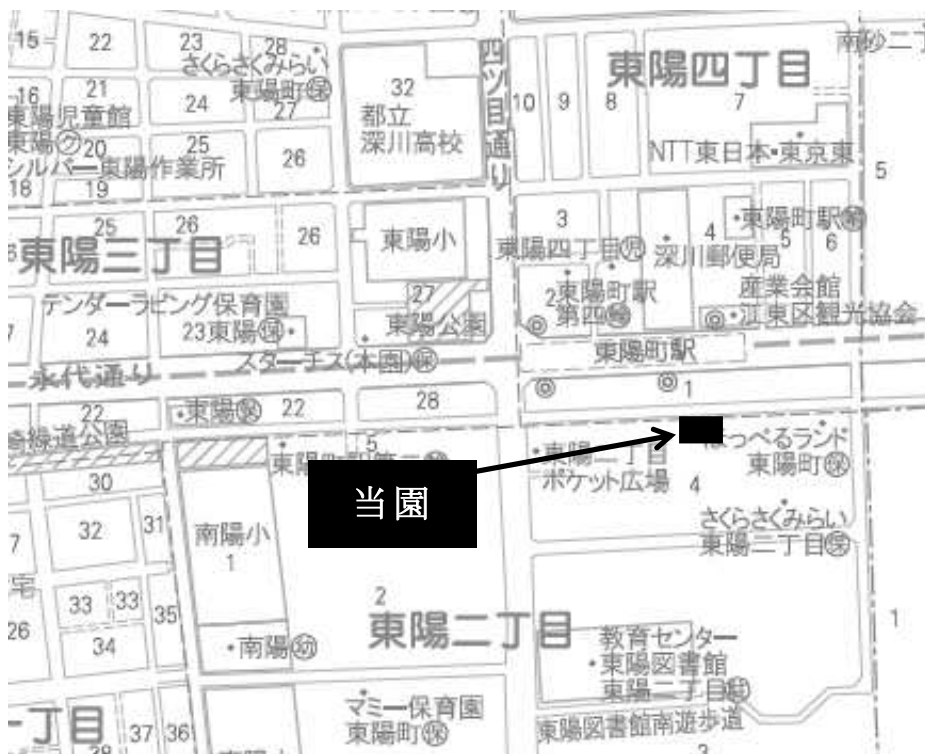 15
22
23
28
さくらさくみらい
東陽町㋭
27
16
21
東陽児童館
24
32
都立
深川高校
四ツ目通り
10
9
8
東陽四丁目
7
南砂二丁
NTT東日本・東京東
5
20
25
26
シルバー東陽作業所
18
19
25
26
26
東陽小
3
東陽四丁目
4
東陽町駅
5
6
深川郵便局
東陽三丁目
27
2
東陽町駅
第四
産業会館
江東区観光協会
テンダーラビング保育園
24
23
東陽
東陽公園
スターチス(本園)
東陽町駅
永代通り
22
東陽
22
28
1
緑道公園
5
東陽二丁目
ポケット広場
4
ぽっぺるランド
東陽町
30
当園
さくらさくみらい
東陽二丁目
32
31
南陽小
1
7
宅
33
33
35
2
1
26
34
東陽二丁目
南陽
教育センター
東陽図書館
東陽二丁目
マミー保育園
東陽町
東陽図書館南遊歩道
丁目
37
36
38
3